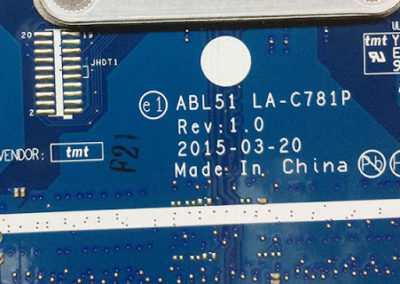 20
19
JHDT1
tmt
e1 ABL51 LA-C781P
Rev:1.0
2015-03-20
Made In China Pb
VENDOR: tmt
F21